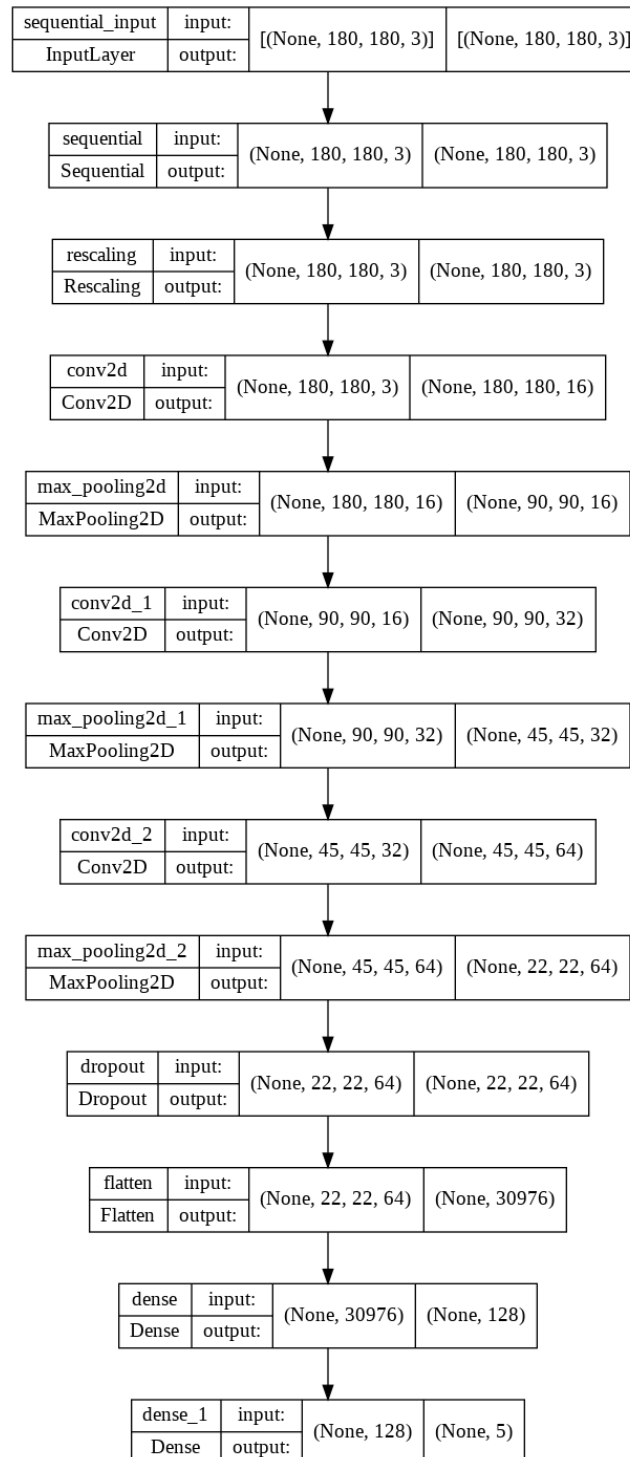 sequential_input input: [(None, 180, 180, 3)] [(None, 180, 180, 3)]
InputLayer output:
sequential input: (None, 180, 180, 3) (None, 180, 180, 3)
Sequential output:
rescaling input: (None, 180, 180, 3) (None, 180, 180, 3)
Rescaling output:
conv2d input: (None, 180, 180, 3) (None, 180, 180, 16)
Conv2D output:
max_pooling2d input: (None, 180, 180, 16) (None, 90, 90, 16)
MaxPooling2D output:
conv2d_1 input: (None, 90, 90, 16) (None, 90, 90, 32)
Conv2D output:
max_pooling2d_1 input: (None, 90, 90, 32) (None, 45, 45, 32)
MaxPooling2D output:
conv2d_2 input: (None, 45, 45, 32) (None, 45, 45, 64)
Conv2D output:
max_pooling2d_2 input: (None, 45, 45, 64) (None, 22, 22, 64)
MaxPooling2D output:
dropout input: (None, 22, 22, 64) (None, 22, 22, 64)
Dropout output:
flatten input: (None, 22, 22, 64) (None, 30976)
Flatten output:
dense input: (None, 30976) (None, 128)
Dense output:
dense_1 input: (None, 128) (None, 5)
Dense output: